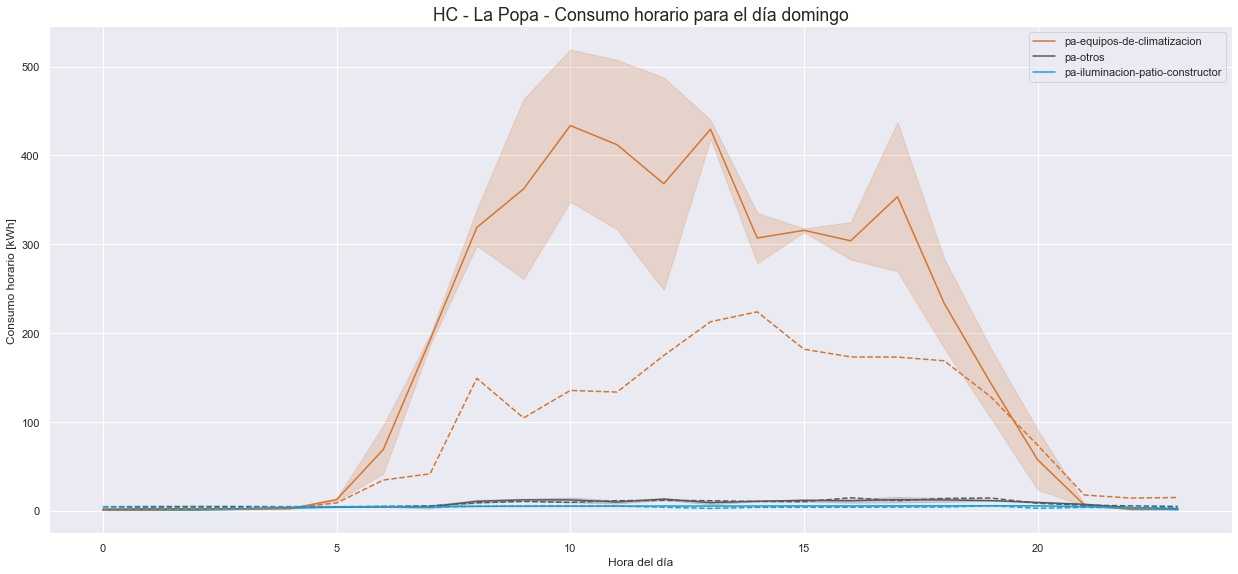 HC - La Popa - Consumo horario para el día domingo
pa-equipos-de-climatizacion
pa-otros
pa-iluminacion-patio-constructor
Consumo horario [kWh]
500
400
300
200
100
0
0 5 10 15 20
Hora del día